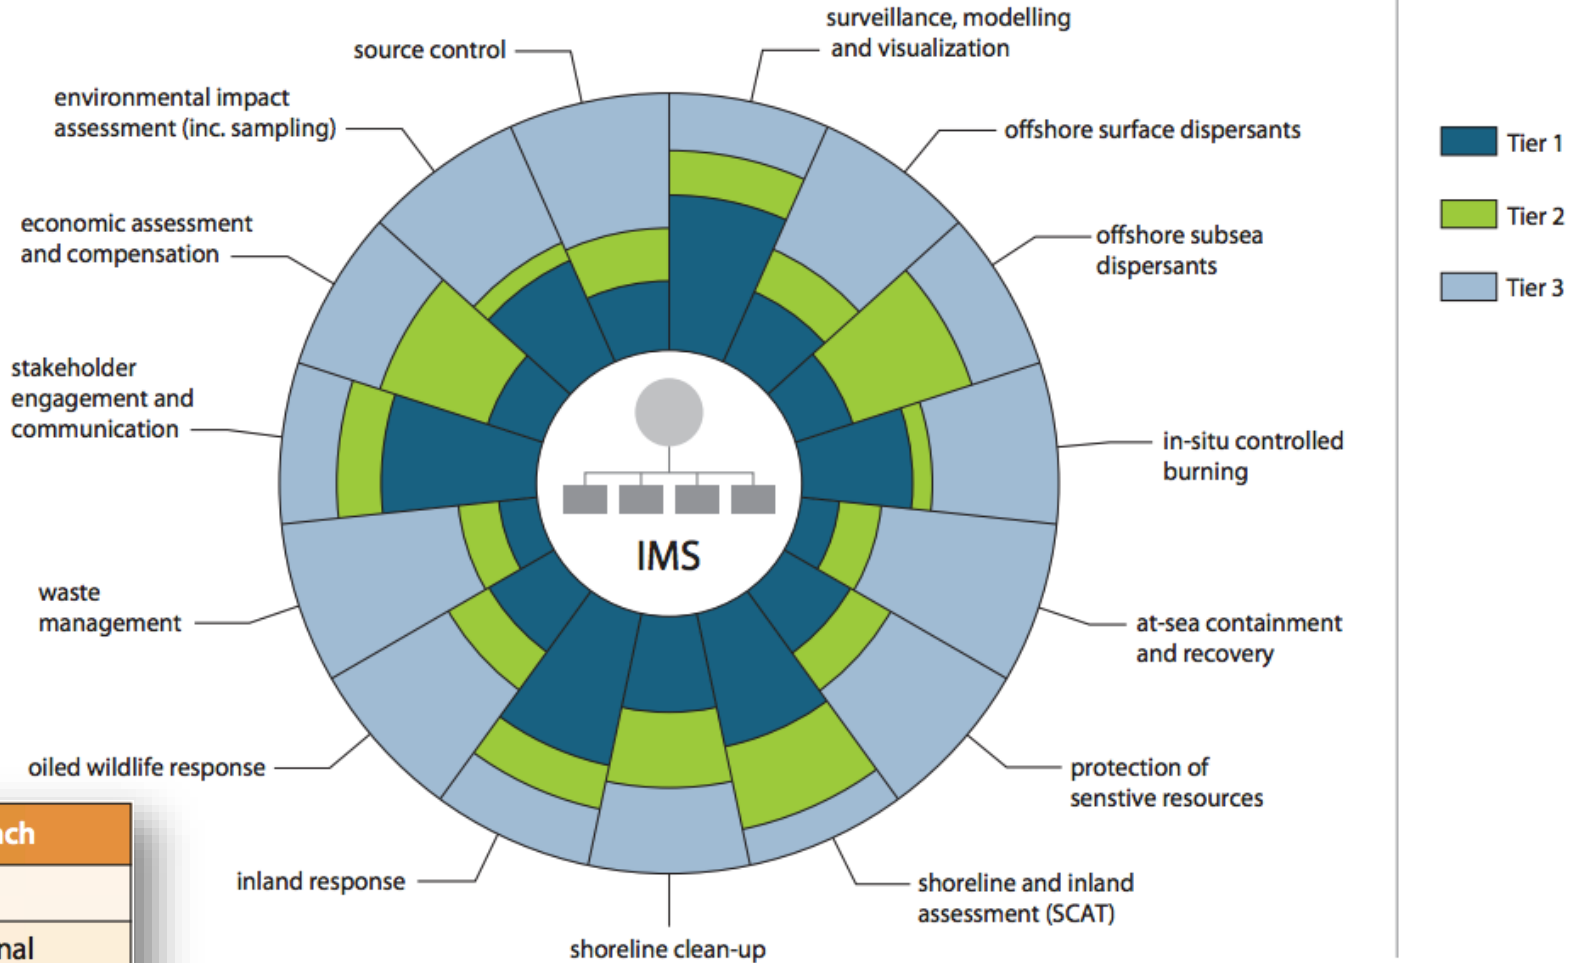 surveillance, modelling
and visualization
source control
environmental impact
assessment (inc. sampling)
offshore surface dispersants
Tier 1
Tier 2
Tier 3
economic assessment
and compensation
offshore subsea
dispersants
stakeholder
engagement and
communication
in-situ controlled
burning
IMS
waste
management
at-sea containment
and recovery
oiled wildlife response
protection of
senstive resources
ach
inland response
shoreline and inland
assessment (SCAT)
nal
shoreline clean-up